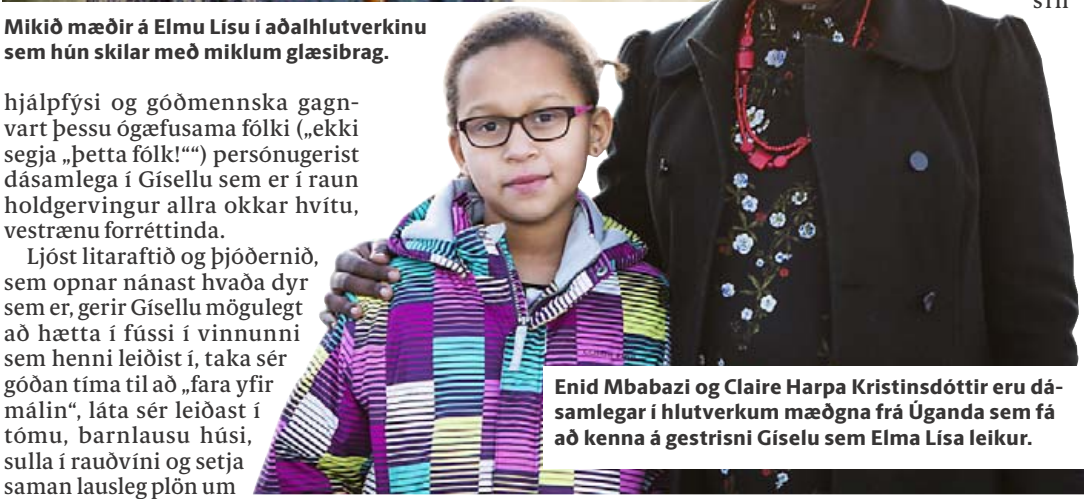 sín
Mikið mæðir á Elmu Lísu í aðalhlutverkinu
sem hún skilar með miklum glæsibrag.
hjálpfýsi og góðmennska gagn-
vart þessu ógæfusama fólki („ekki
segja „þetta fólk!"") persónugerist
dásamlega í Gísellu sem er í raun
holdgervingur allra okkar hvítu,
vestrænu forréttinda.
Ljóst litaraftið og þjóðernið,
sem opnar nánast hvaða dyr
sem er, gerir Gísellu mögulegt
að hætta í fússi í vinnunni
sem henni leiðist í, taka sér
góðan tíma til að „fara yfir
málin“, láta sér leiðast í
tómu, barnlausu húsi,
sulla í rauðvíni og setja
saman lausleg plön um
Enid Mbabazi og Claire Harpa Kristinsdóttir eru dá-
samlegar í hlutverkum mæðgna frá Úganda sem fá
að kenna á gestrisni Gíselu sem Elma Lísa leikur.